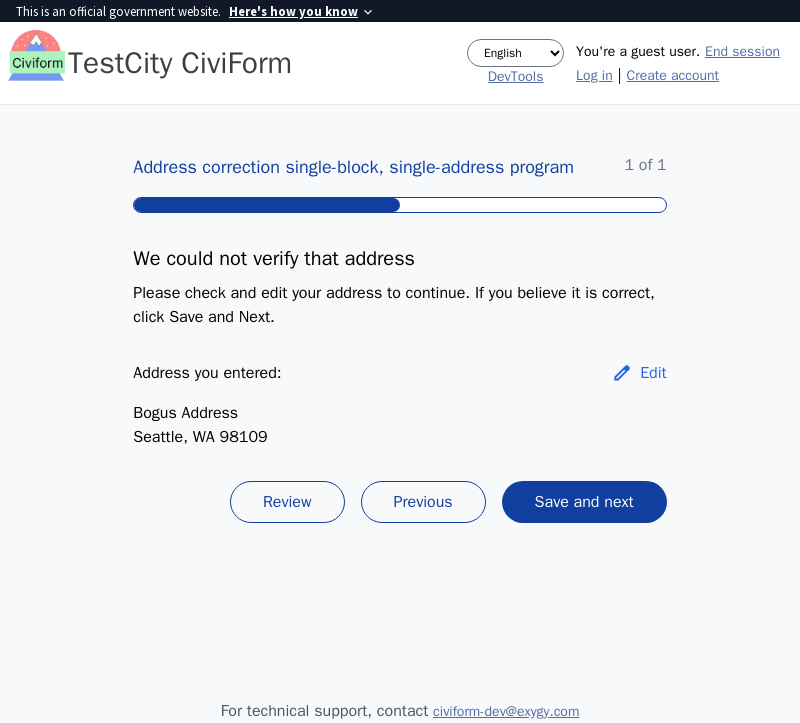 This is an official government website. Here's how you know
Civiform
TestCity CiviForm
English
DevTools
You're a guest user. End session
Log in | Create account
Address correction single-block, single-address program
1 of 1
We could not verify that address
Please check and edit your address to continue. If you believe it is correct,
click Save and Next.
Address you entered:
Edit
Bogus Address
Seattle, WA 98109
Review
Previous
Save and next
For technical support, contact civiform-dev@exygy.com